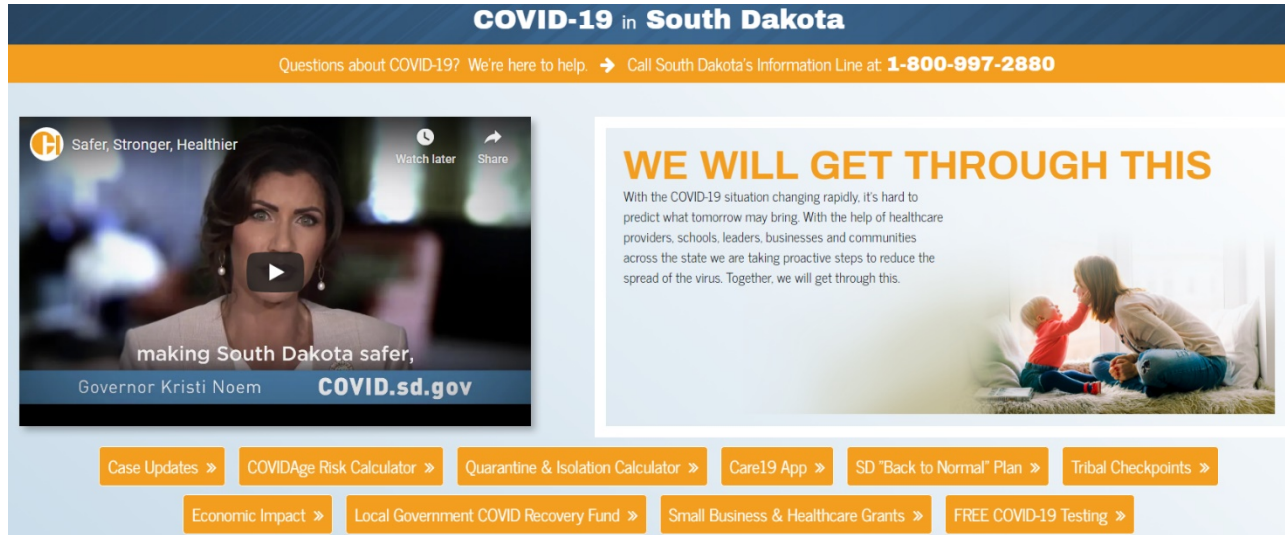 COVID-19 in South Dakota
Questions about COVID-19? We're here to help. → Call South Dakota's Information Line at: 1-800-997-2880
CH Safer, Stronger, Healthier
Watch later Share
making South Dakota safer,
Governor Kristi Noem COVID.sd.gov
WE WILL GET THROUGH THIS
With the COVID-19 situation changing rapidly, it's hard to
predict what tomorrow may bring. With the help of healthcare
providers, schools, leaders, businesses and communities
across the state we are taking proactive steps to reduce the
spread of the virus. Together, we will get through this.
Case Updates » COVIDAge Risk Calculator » Quarantine & Isolation Calculator » Care19 App » SD "Back to Normal" Plan » Tribal Checkpoints »
Economic Impact » Local Government COVID Recovery Fund » Small Business & Healthcare Grants » FREE COVID-19 Testing »